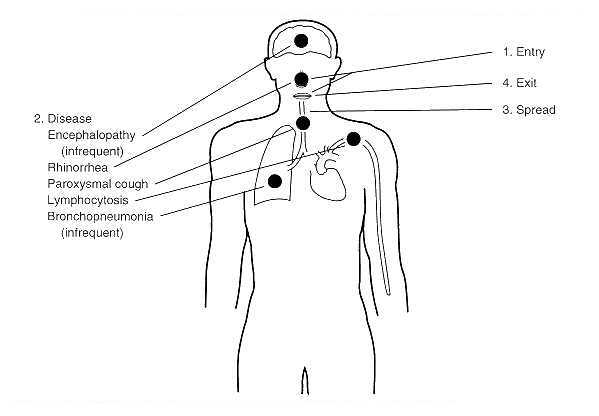 1. Entry
4. Exit
3. Spread
2. Disease
Encephalopathy
(infrequent)
Rhinorrhea
Paroxysmal cough
Lymphocytosis
Bronchopneumonia
(infrequent)